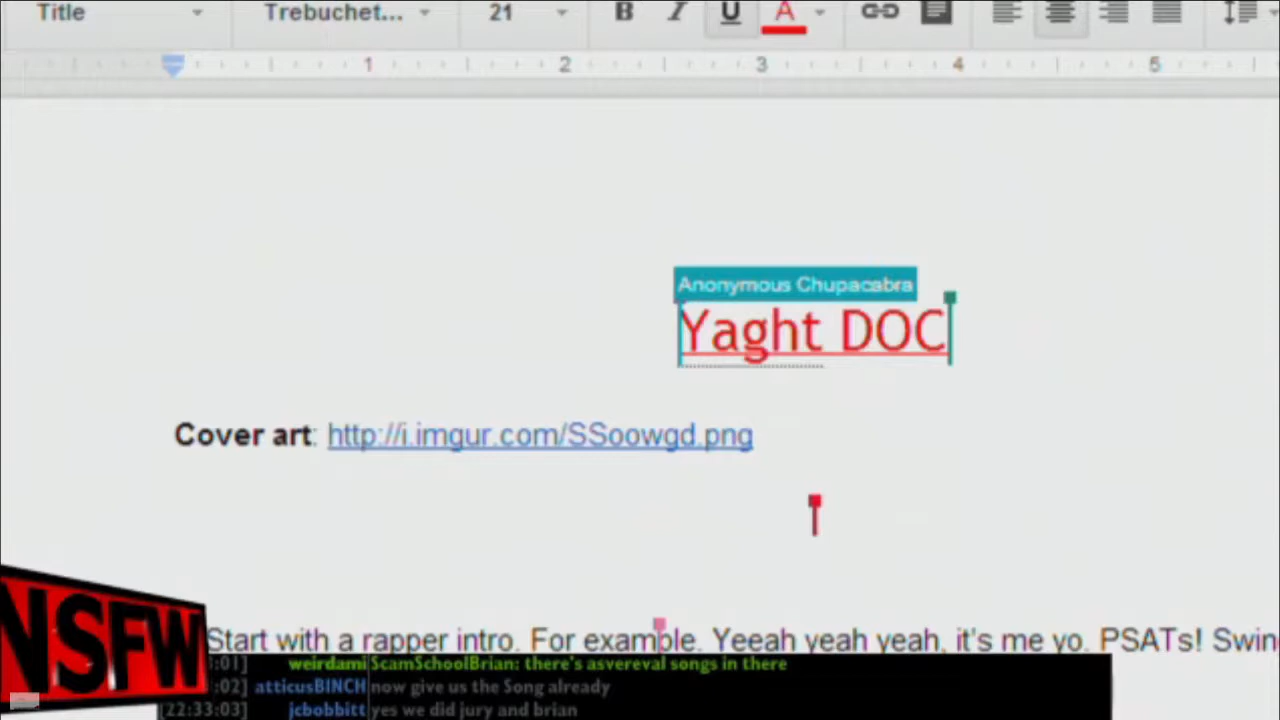 Title Trebuchet... 21 B I U A
1 2 3 4 5
Anonymous Chupacabra
Yaght DOC
Cover art: http://i.imgur.com/SSoowgd.png
Start with a rapper intro. For example. Yeeah yeah yeah, it's me yo. PSATs! Swin
NSFW
:01] weirdami ScamSchoolBrian: there's asvereval songs in there
:02] atticusBINCH now give us the Song already
[22:33:03] jcbobbitt yes we did jury and brian